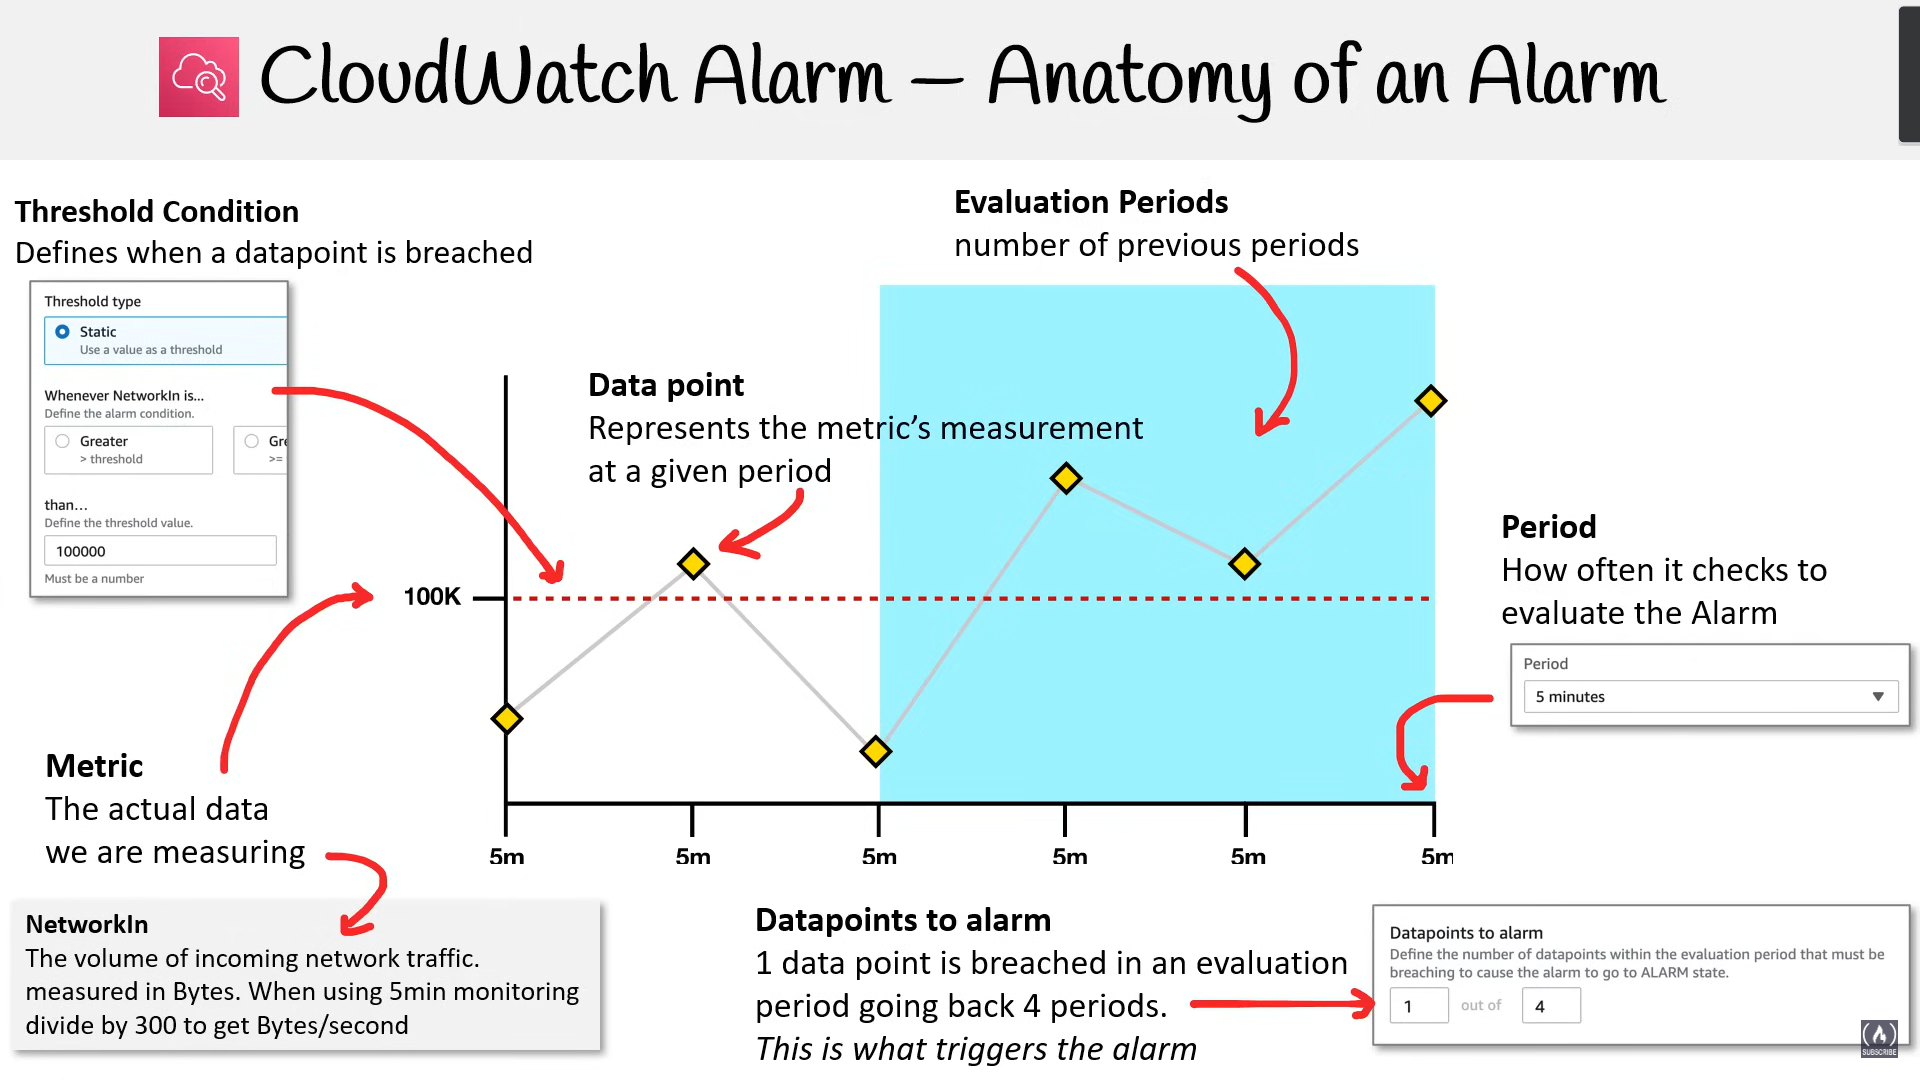 CloudWatch Alarm – Anatomy of an Alarm
Threshold Condition
Defines when a datapoint is breached
Threshold type
Static
Use a value as a threshold
Whenever NetworkIn is...
Define the alarm condition.
Greater
> threshold
Gre
>=
than...
Define the threshold value.
100000
Must be a number
Evaluation Periods
number of previous periods
Data point
Represents the metric’s measurement
at a given period
100K
Period
How often it checks to
evaluate the Alarm
Period
5 minutes
Metric
The actual data
we are measuring
5m 5m 5m 5m 5m 5m
NetworkIn
The volume of incoming network traffic.
measured in Bytes. When using 5min monitoring
divide by 300 to get Bytes/second
Datapoints to alarm
1 data point is breached in an evaluation
period going back 4 periods.
This is what triggers the alarm
Datapoints to alarm
Define the number of datapoints within the evaluation period that must be
breaching to cause the alarm to go to ALARM state.
1 out of 4
SUBSCRIBE